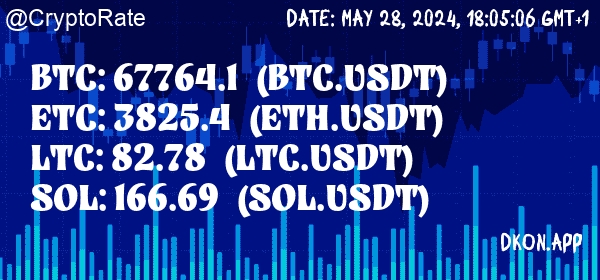 @CryptoRate
DATE: MAY 28, 2024, 18:05:06 GMT+1
BTC: 67764.1 (BTC.USDT)
ETC: 3825.4 (ETH.USDT)
LTC: 82.78 (LTC.USDT)
SOL: 166.69 (SOL.USDT)
DKON.APP